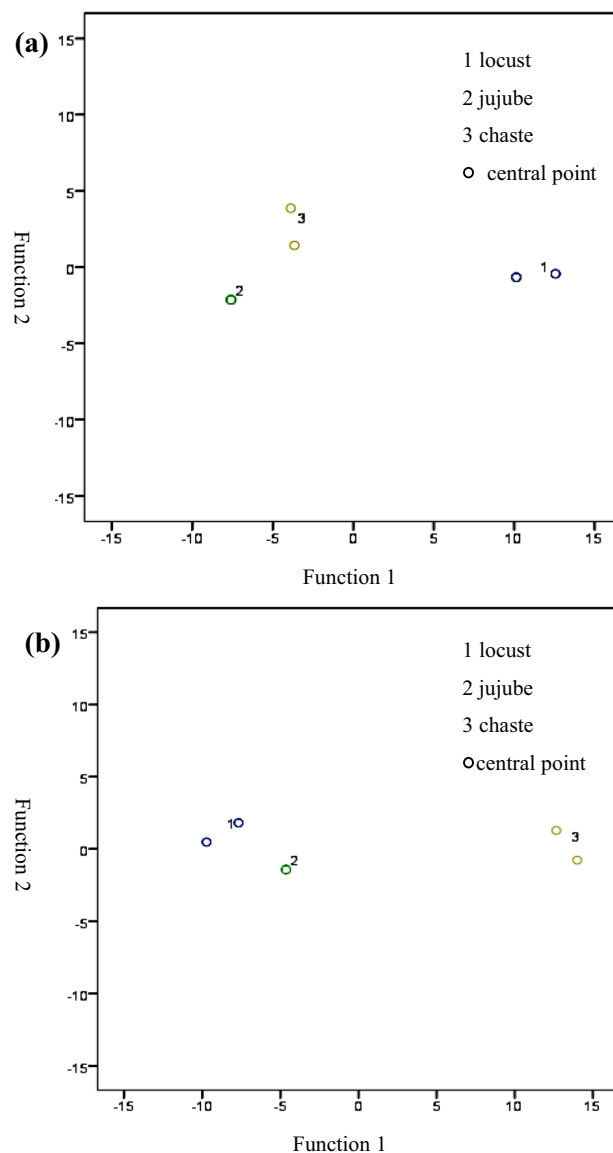 (a)
1 locust
2 jujube
3 chaste
central point
15
10
5
0
-5
-10
-15
3
2
1
Function 2
-15 -10 -5 0 5 10 15
Function 1
(b)
1 locust
2 jujube
3 chaste
central point
15
10
5
0
-5
-10
-15
1
2
3
Function 2
-15 -10 -5 0 5 10 15
Function 1